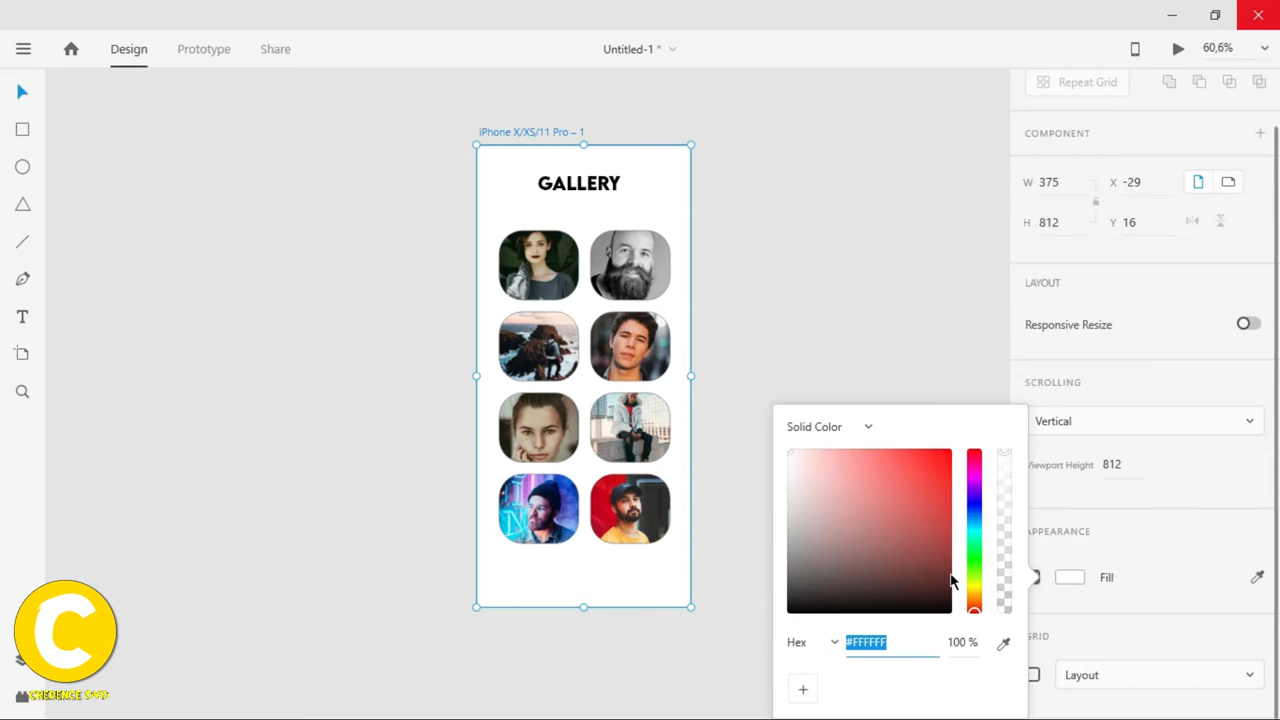 Design
Prototype
Share
Untitled-1 *
60,6%
Repeat Grid
iPhone X/XS/11 Pro – 1
GALLERY
COMPONENT
W 375
X -29
H 812
Y 16
LAYOUT
Responsive Resize
SCROLLING
Vertical
Viewport Height 812
APPEARANCE
Fill
GRID
Layout
Solid Color
Hex
#FFFFFF
100 %
C